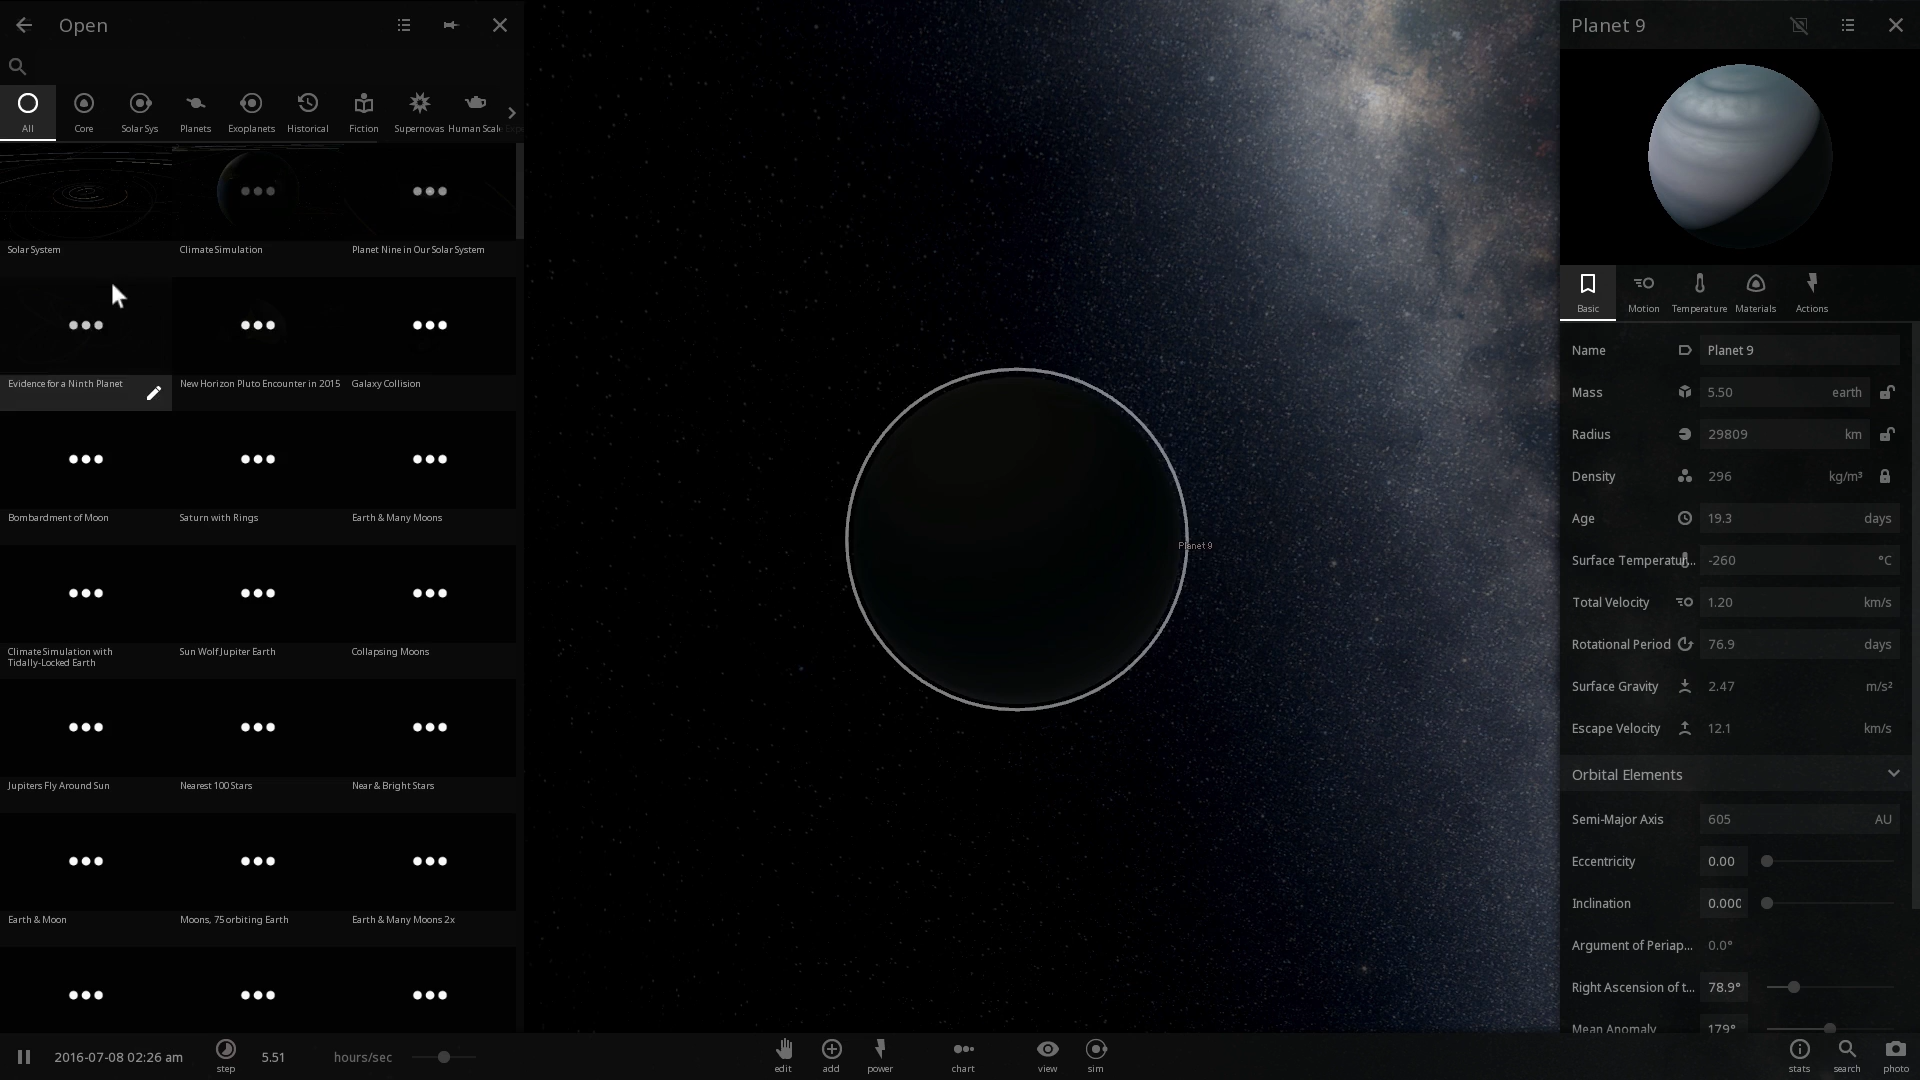 Open
All
Core
Solar Sys
Planets
Exoplanets
Historical
Fiction
Supernovas
Human Scal
Solar System
Climate Simulation
Planet Nine in Our Solar System
Evidence for a Ninth Planet
New Horizon Pluto Encounter in 2015
Galaxy Collision
Bombardment of Moon
Saturn with Rings
Earth & Many Moons
Climate Simulation with
Tidally-Locked Earth
Sun Wolf Jupiter Earth
Collapsing Moons
Jupiters Fly Around Sun
Nearest 100 Stars
Near & Bright Stars
Earth & Moon
Moons, 75 orbiting Earth
Earth & Many Moons 2x
2016-07-08 02:26 am
step
5.51 hours/sec
Planet 9
edit
add
power
chart
view
sim
Planet 9
Basic
Motion
Temperature
Materials
Actions
Name Planet 9
Mass 5.50 earth
Radius 29809 km
Density 296 kg/m³
Age 19.3 days
Surface Temperatur... -260 °C
Total Velocity 1.20 km/s
Rotational Period 76.9 days
Surface Gravity 2.47 m/s²
Escape Velocity 12.1 km/s
Orbital Elements
Semi-Major Axis 605 AU
Eccentricity 0.00
Inclination 0.000
Argument of Periap... 0.0°
Right Ascension of t... 78.9°
Mean Anomaly 179°
stats
search
photo